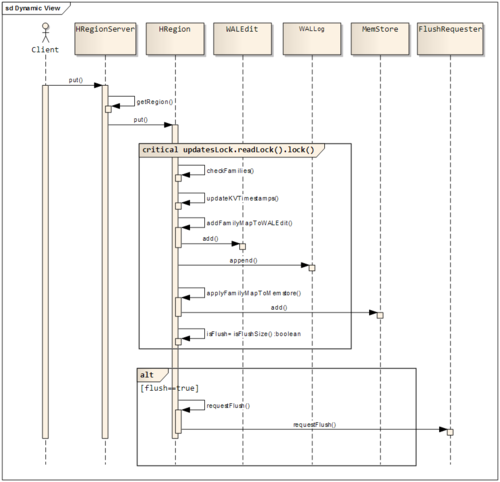 sd Dynamic View
Client
HRegionServer
HRegion
WALEdit
WALLog
MemStore
FlushRequester
put()
getRegion()
put()
critical updatesLock.readLock().lock()
checkFamilies()
updateKVTimestamps()
addFamilyMapToWALEdit()
add()
append()
applyFamilyMapToMemstore()
add()
isFlush= isFlushSize() :boolean
alt
[flush==true]
requestFlush()
requestFlush()